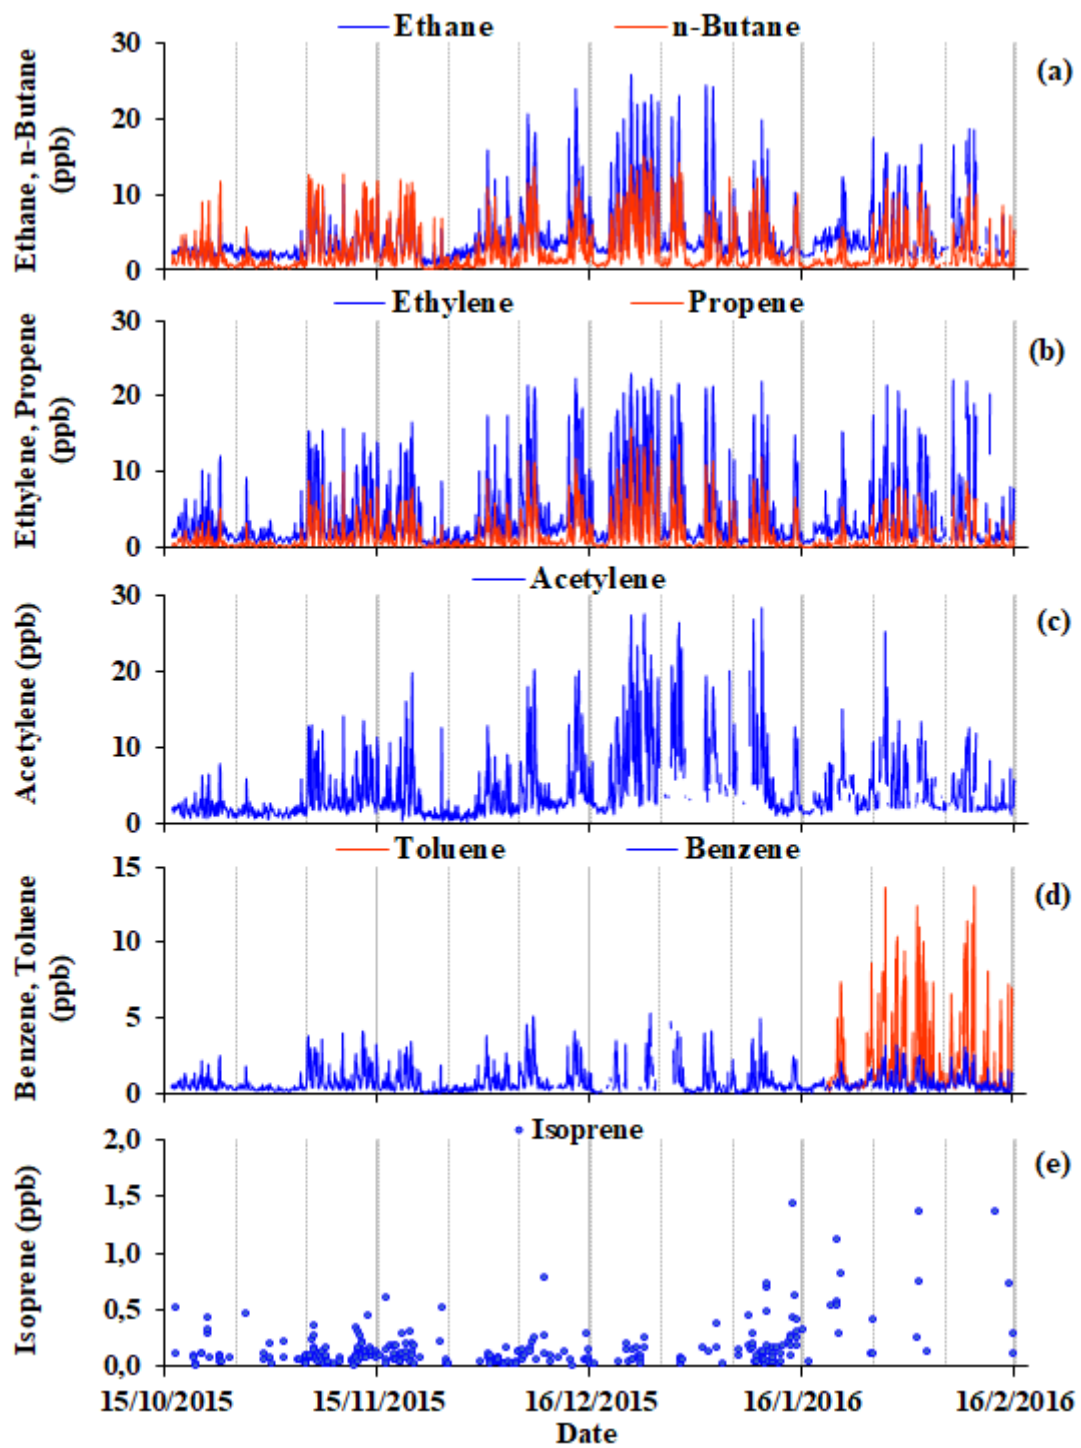 Ethane n-Butane
(a)
Ethane, n-Butane
(ppb)
30
20
10
0
Ethylene Propene
(b)
Ethylene, Propene
(ppb)
30
20
10
0
Acetylene
(c)
Acetylene (ppb)
30
20
10
0
Toluene Benzene
(d)
Benzene, Toluene
(ppb)
15
10
5
0
Isoprene
(e)
Isoprene (ppb)
2,0
1,5
1,0
0,5
0,0
15/10/2015 15/11/2015 16/12/2015 16/1/2016 16/2/2016
Date